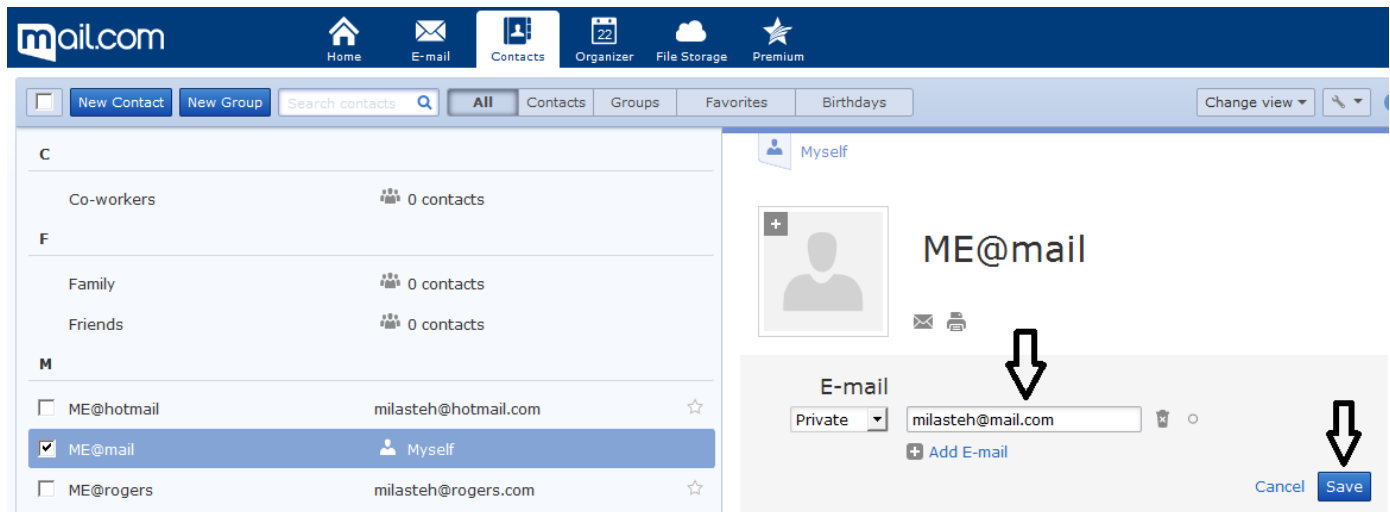 mail.com
Home E-mail Contacts 22 Organizer File Storage Premium
New Contact New Group Search contacts All Contacts Groups Favorites Birthdays Change view
C
Myself
Co-workers 0 contacts
F
ME@mail
Family 0 contacts
Friends 0 contacts
M
E-mail
ME@hotmail milasteh@hotmail.com
Private milasteh@mail.com
ME@mail Myself
Add E-mail
ME@rogers milasteh@rogers.com
Cancel Save